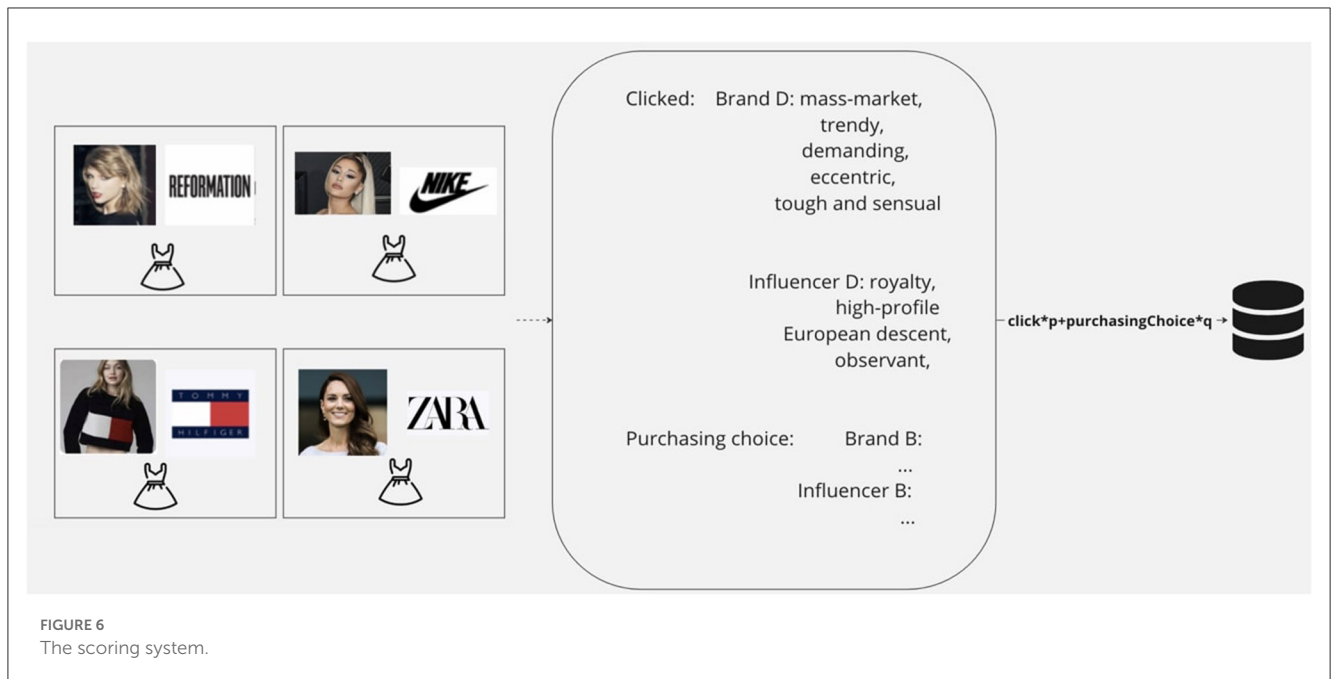 REFORMATION
NIKE
TOMMY
HILFIGER
ZARA
Clicked: Brand D: mass-market,
trendy,
demanding,
eccentric,
tough and sensual
Influencer D: royalty,
high-profile
European descent,
observant,
Purchasing choice: Brand B:
...
Influencer B:
...
click*p+purchasingChoice*q
FIGURE 6
The scoring system.